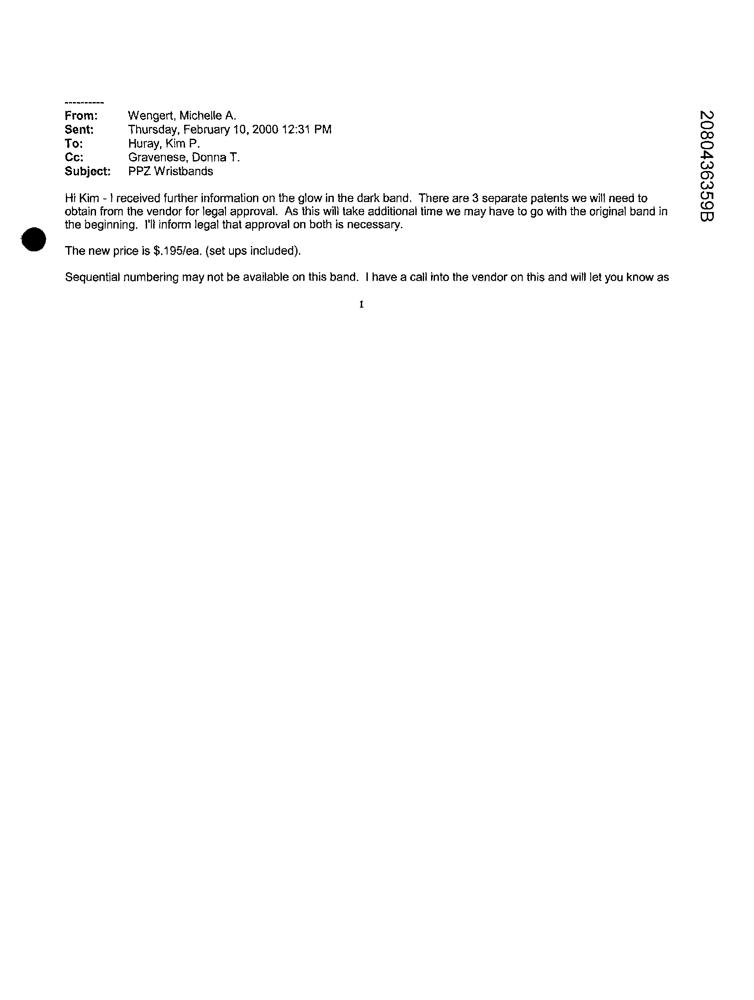 ----------
From: Wengert, Michelle A.
Sent: Thursday, February 10, 2000 12:31 PM
To: Huray, Kim P.
Cc: Gravenese, Donna T.
Subject: PPZ Wristbands
Hi Kim - I received further information on the glow in the dark band. There are 3 separate patents we will need to
obtain from the vendor for legal approval. As this will take additional time we may have to go with the original band in
the beginning. I'll inform legal that approval on both is necessary.
The new price is $.195/ea. (set ups included).
Sequential numbering may not be available on this band. I have a call into the vendor on this and will let you know as
1
2080436359B